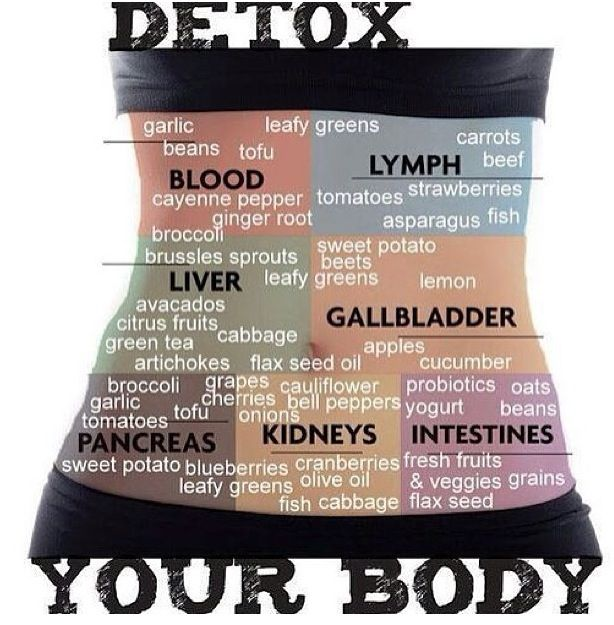 DETOX
garlic leafy greens
beans tofu
BLOOD
cayenne pepper
ginger root
carrots
LYMPH beef
tomatoes strawberries
asparagus fish
broccoli
brussles sprouts
LIVER leafy greens
avacados
citrus fruits
green tea cabbage
artichokes flax seed oil
sweet potato
beets
lemon
GALLBLADDER
apples
cucumber
broccoli grapes
garlic cherries
tomatoes tofu
PANCREAS
sweet potato blueberries
leafy greens
cauliflower
bell peppers
onions
KIDNEYS
cranberries
olive oil
fish cabbage
probiotics oats
yogurt beans
INTESTINES
fresh fruits
& veggies grains
flax seed
YOUR BODY